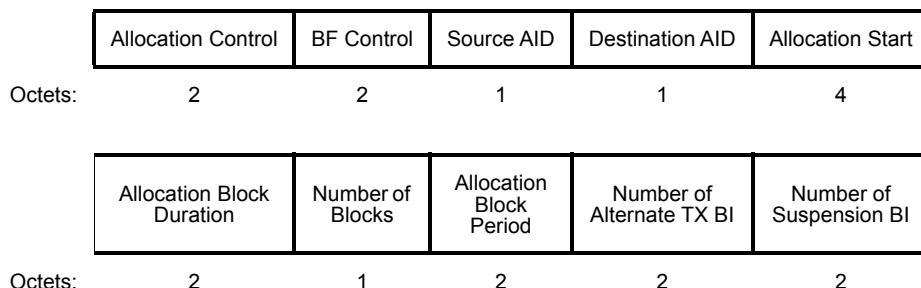 Allocation Control BF Control Source AID Destination AID Allocation Start
Octets: 2 2 1 1 4
Allocation Block Duration Number of Blocks Allocation Block Period Number of Alternate TX BI Number of Suspension BI
Octets: 2 1 2 2 2